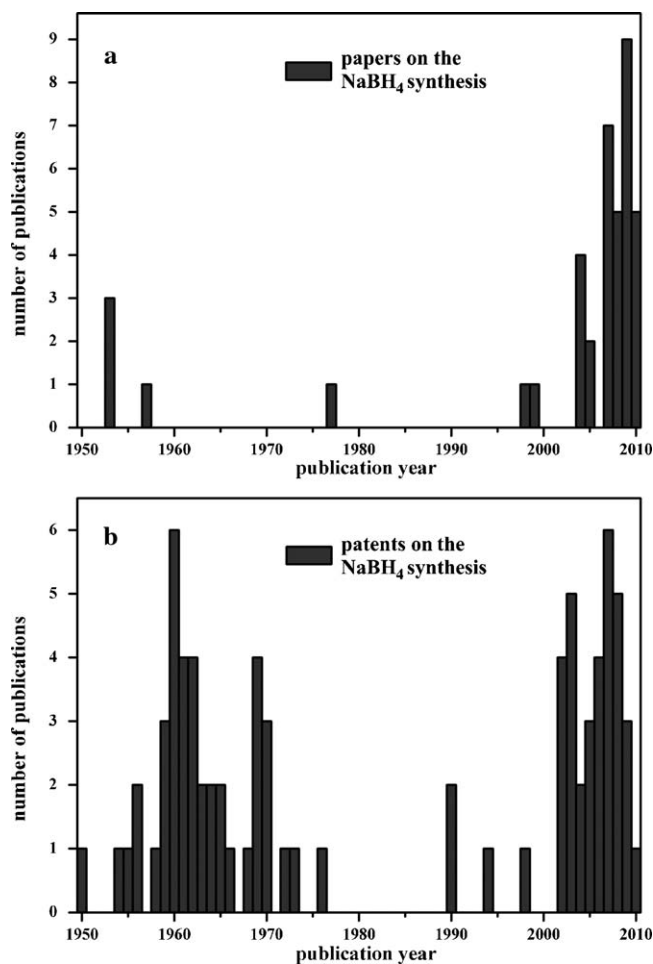 a
papers on the
NaBH4 synthesis
9
8
7
6
5
4
3
2
1
0
number of publications
1950 1960 1970 1980 1990 2000 2010
publication year
b
patents on the
NaBH4 synthesis
6
5
4
3
2
1
0
number of publications
1950 1960 1970 1980 1990 2000 2010
publication year